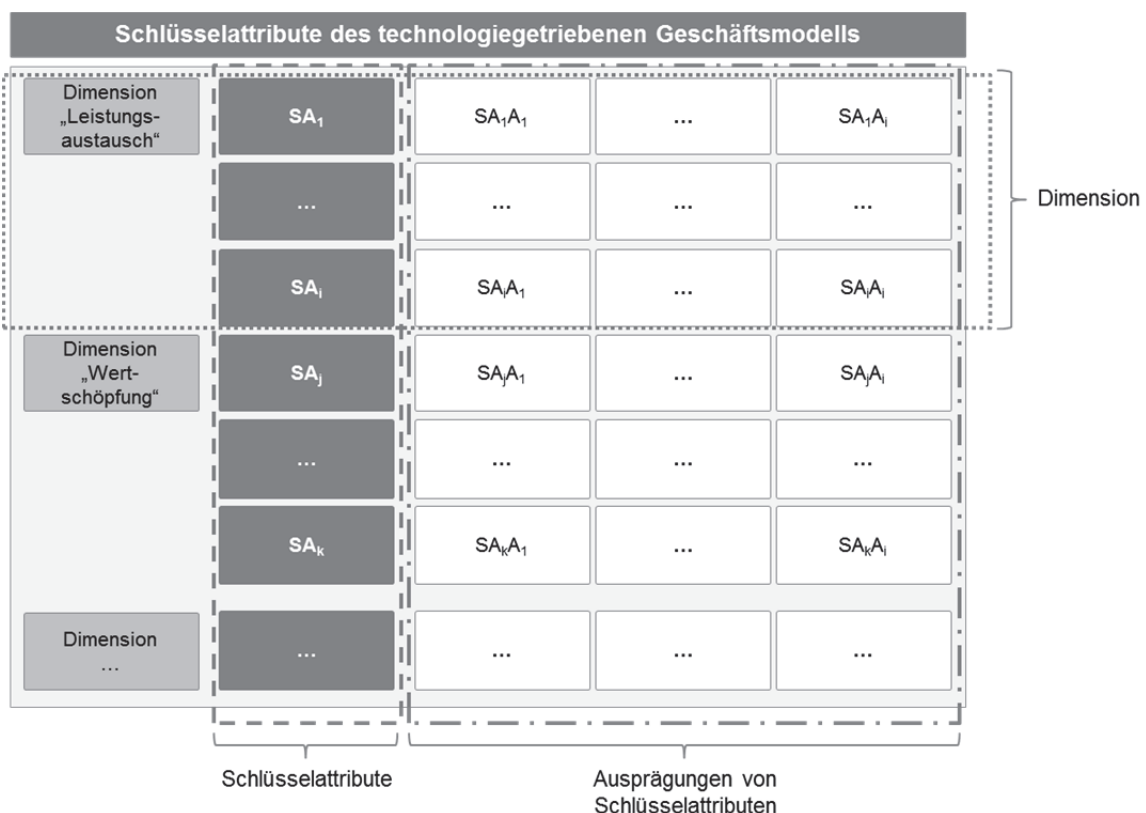 Schlüsselattribute des technologiegetriebenen Geschäftsmodells
Dimension
„Leistungs-
austausch“
SA₁
SA₁A₁
...
SA₁Aᵢ
...
...
...
...
SAᵢ
SAᵢA₁
...
SAᵢAᵢ
Dimension
Dimension
„Wert-
schöpfung“
SAⱼ
SAⱼA₁
...
SAⱼAᵢ
...
...
...
...
SAₖ
SAₖA₁
...
SAₖAᵢ
Dimension
...
...
...
...
...
Schlüsselattribute
Ausprägungen von
Schlüsselattributen